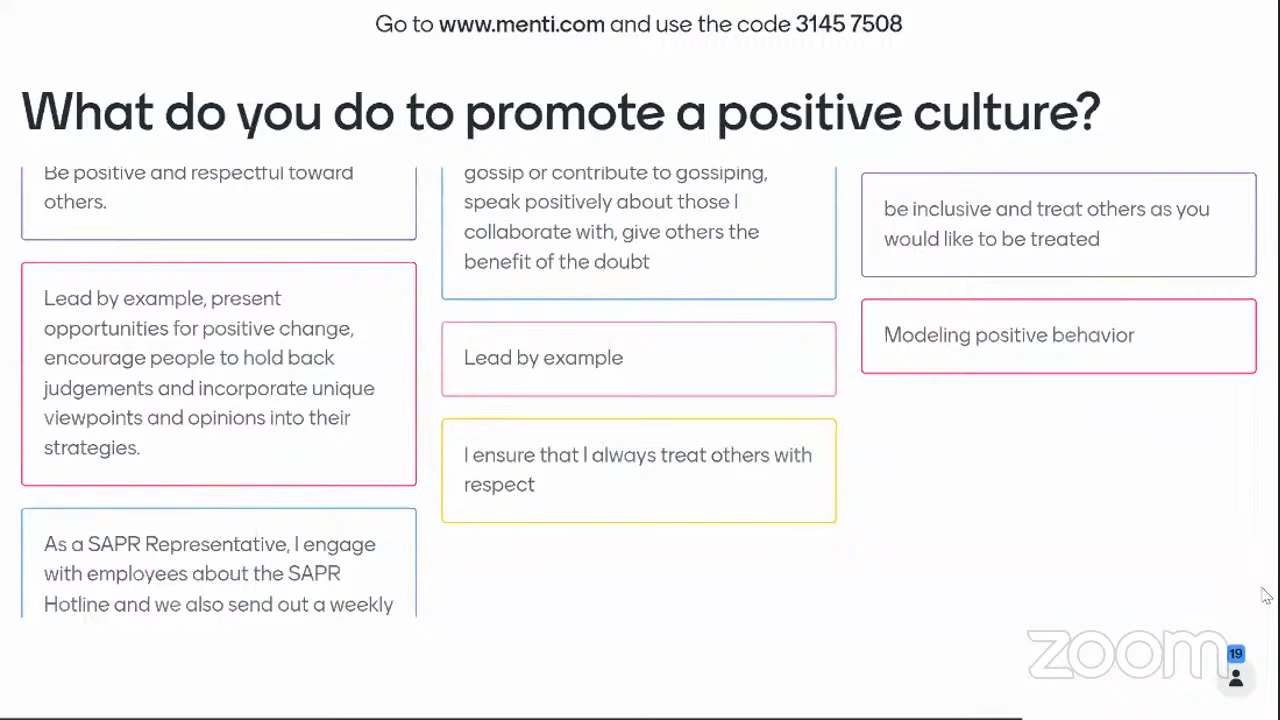 Go to www.menti.com and use the code 3145 7508
What do you do to promote a positive culture?
Be positive and respectful toward
others.
Lead by example, present
opportunities for positive change,
encourage people to hold back
judgements and incorporate unique
viewpoints and opinions into their
strategies.
As a SAPR Representative, I engage
with employees about the SAPR
Hotline and we also send out a weekly
gossip or contribute to gossiping,
speak positively about those I
collaborate with, give others the
benefit of the doubt
Lead by example
I ensure that I always treat others with
respect
be inclusive and treat others as you
would like to be treated
Modeling positive behavior
zoom
19